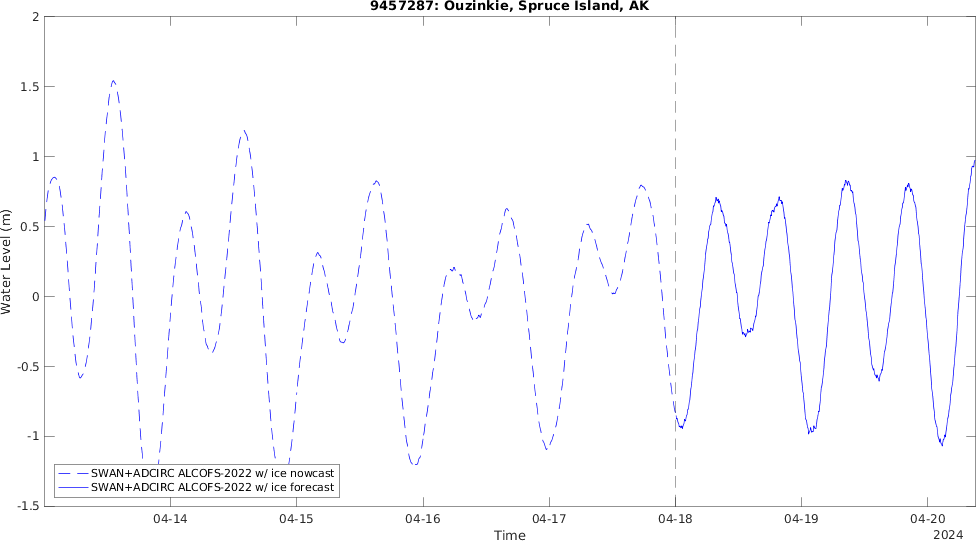 9457287: Ouzinkie, Spruce Island, AK
2
1.5
1
0.5
0
-0.5
-1
-1.5
Water Level (m)
SWAN+ADCIRC ALCOFS-2022 w/ ice nowcast
SWAN+ADCIRC ALCOFS-2022 w/ ice forecast
04-14 04-15 04-16 04-17 04-18 04-19 04-20
Time
2024